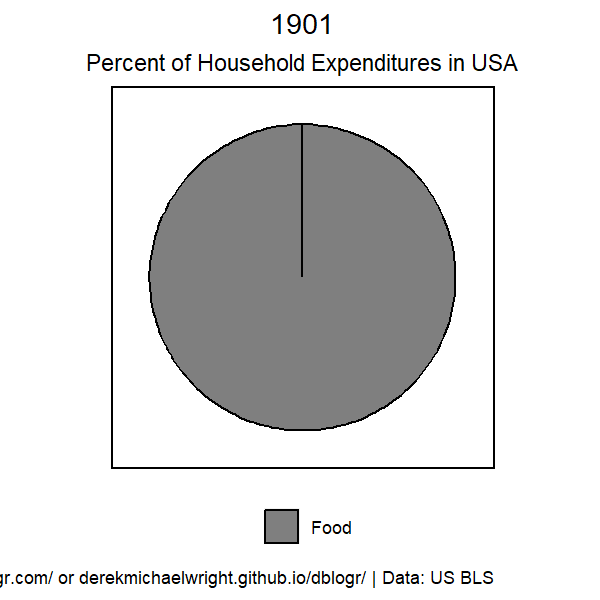 1901
Percent of Household Expenditures in USA
Food
gr.com/ or derekmichaelwright.github.io/dblogr/ | Data: US BLS